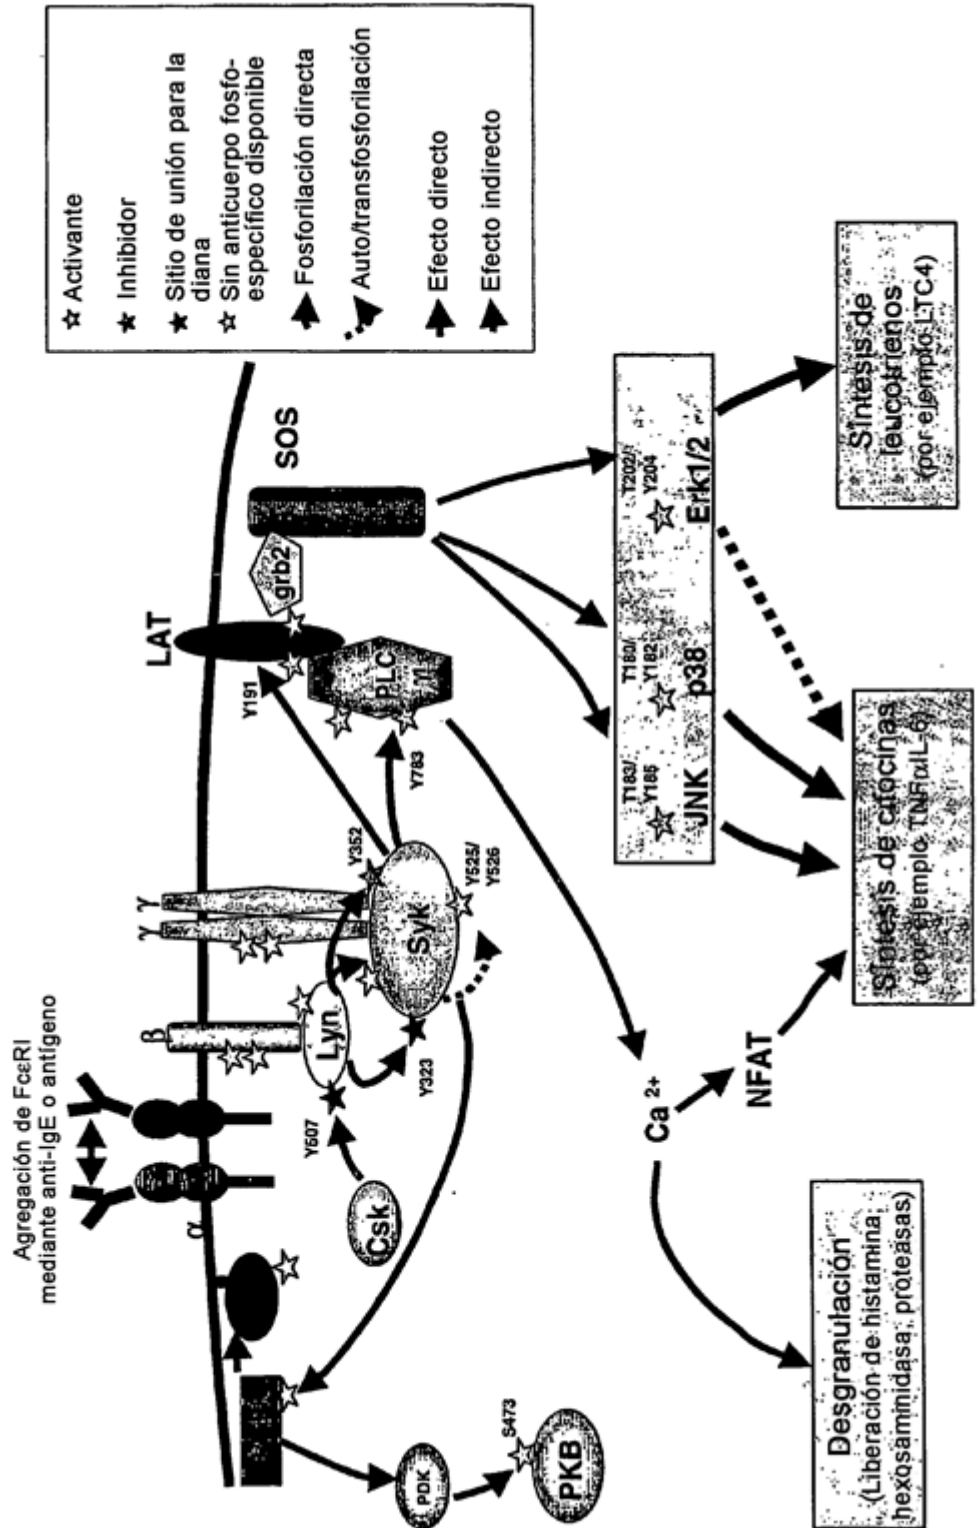 Agregación de FcεRI
mediante anti-IgE o antígeno
α
β
γ
γ
LAT
SOS
grb2
Y191
PLC
γ1
Y783
Lyn
Syk
Y352
Y525/
Y526
Y323
Y507
Csk
PDK
S473
PKB
Ca 2+
NFAT
T183/
Y185
JNK
T180/
Y182
p38
T202/
Y204
Erk1/2
Desgranulación
(Liberación de histamina,
hexosaminidasa, proteasas)
Síntesis de citocinas
(por ejemplo, TNFα IL-6)
Síntesis de
leucotrienos
(por ejemplo LTC4)
Activante
Inhibidor
Sitio de unión para la
diana
Sin anticuerpo fosfo-
específico disponible
Fosforilación directa
Auto/transfosforilación
Efecto directo
Efecto indirecto